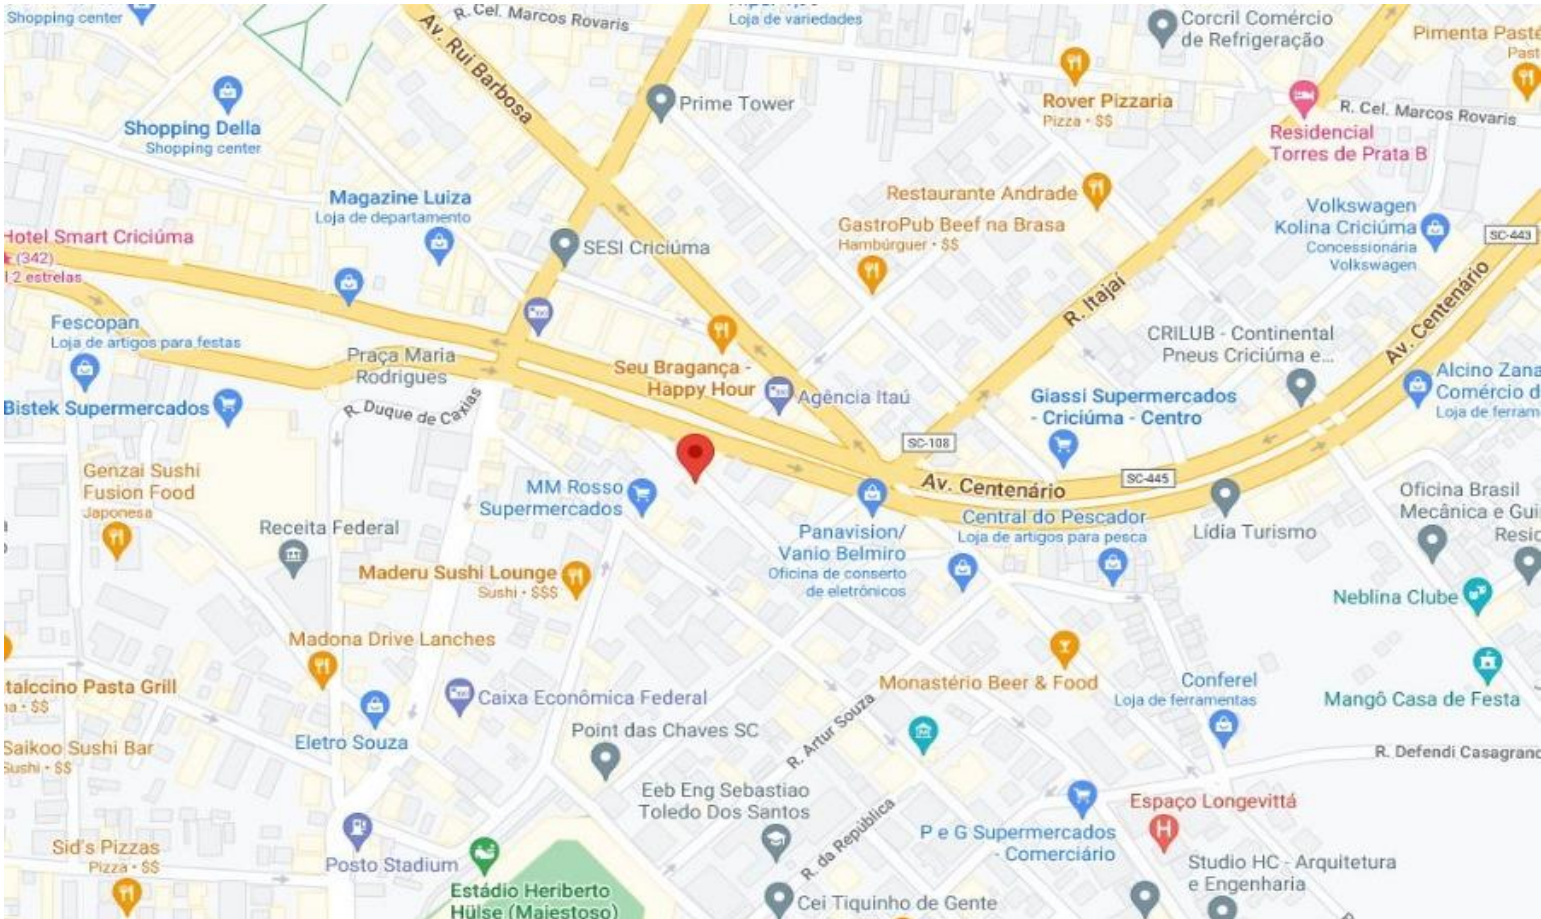 Shopping center
R. Cel. Marcos Rovaris
Loja de variedades
Corcril Comércio
de Refrigeração
Pimenta Pasté
Past
Av. Rui Barbosa
Prime Tower
Rover Pizzaria
Pizza · $$
R. Cel. Marcos Rovaris
Shopping Della
Shopping center
Residencial
Torres de Prata B
Magazine Luiza
Loja de departamento
Restaurante Andrade
GastroPub Beef na Brasa
Hambúrguer · $$
Volkswagen
Kolina Criciúma
Concessionária
Volkswagen
SC-443
Hotel Smart Criciúma
(342)
2 estrelas
SESI Criciúma
R. Itajaí
Av. Centenário
Fescopan
Loja de artigos para festas
Praça Maria
Rodrigues
CRILUB - Continental
Pneus Criciúma e...
Seu Bragança -
Happy Hour
Agência Itaú
Giassi Supermercados
- Criciúma - Centro
Alcino Zana
Comércio d
Loja de ferram
Bistek Supermercados
R. Duque de Caxias
SC-108
Av. Centenário
SC-445
Genzai Sushi
Fusion Food
Japonesa
MM Rosso
Supermercados
Receita Federal
Panavision/
Vanio Belmiro
Oficina de conserto
de eletrônicos
Central do Pescador
Loja de artigos para pesca
Lídia Turismo
Oficina Brasil
Mecânica e Gui
Resid
Maderu Sushi Lounge
Sushi · $$$
Neblina Clube
Madona Drive Lanches
talccino Pasta Grill
na · $$
Caixa Econômica Federal
Monastério Beer & Food
Conferel
Loja de ferramentas
Mangô Casa de Festa
Eletro Souza
Point das Chaves SC
R. Artur Souza
Saikoo Sushi Bar
Sushi · $$
R. Defendi Casagrand
Eeb Eng Sebastiao
Toledo Dos Santos
R. da República
P e G Supermercados
- Comerciário
Espaço Longevittá
Sid's Pizzas
Pizza · $$
Posto Stadium
Estádio Heriberto
Hülse (Majestoso)
Studio HC - Arquitetura
e Engenharia
Cei Tiquinho de Gente